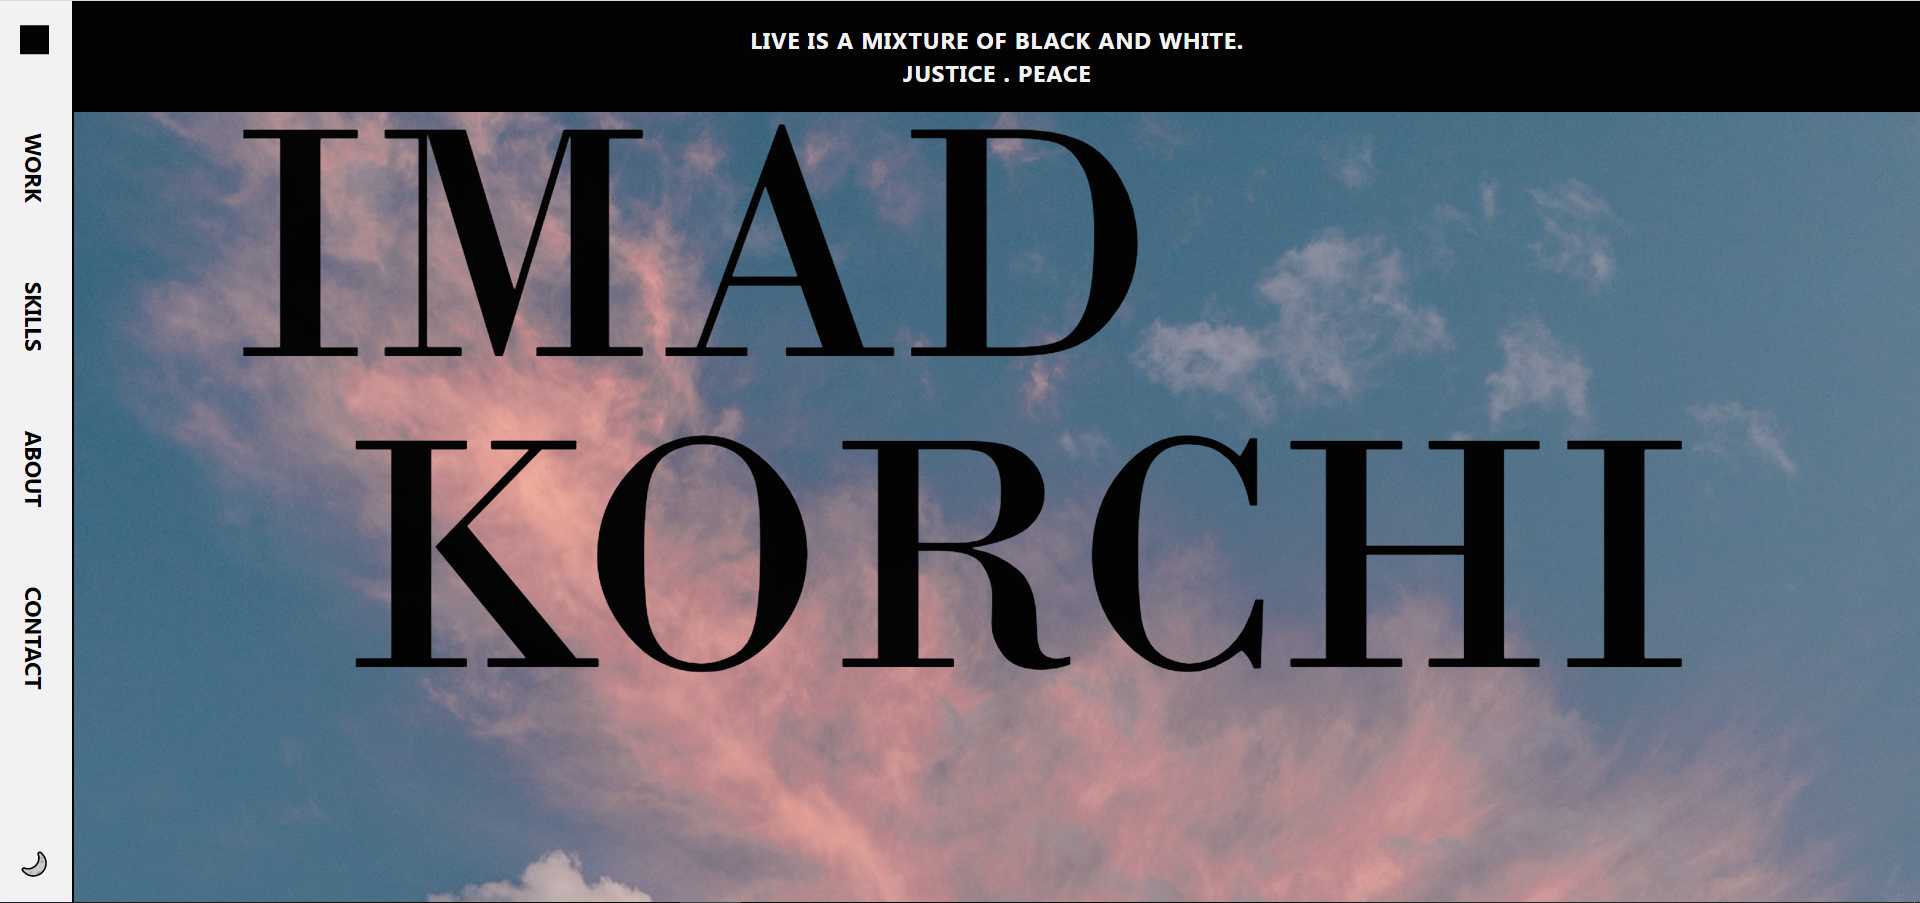 LIVE IS A MIXTURE OF BLACK AND WHITE.
JUSTICE . PEACE
WORK
SKILLS
ABOUT
CONTACT
IMAD
KORCHI